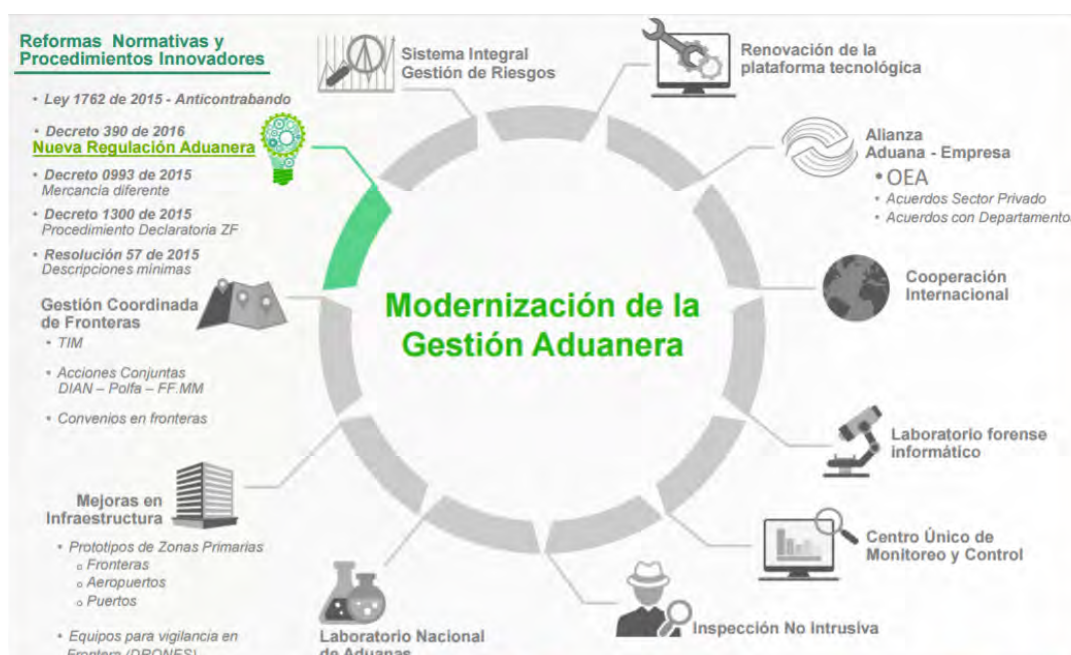 Reformas Normativas y
Procedimientos Innovadores
• Ley 1762 de 2015 - Anticontrabando
• Decreto 390 de 2016
Nueva Regulación Aduanera
• Decreto 0993 de 2015
Mercancía diferente
• Decreto 1300 de 2015
Procedimiento Declaratoria ZF
• Resolución 57 de 2015
Descripciones mínimas
Gestión Coordinada
de Fronteras
• TIM
• Acciones Conjuntas
DIAN – Polfa – FF.MM
• Convenios en fronteras
Mejoras en
Infraestructura
• Prototipos de Zonas Primarias
o Fronteras
o Aeropuertos
o Puertos
• Equipos para vigilancia en
Frontera (DRONES)
Sistema Integral
Gestión de Riesgos
Renovación de la
plataforma tecnológica
Alianza
Aduana - Empresa
• OEA
• Acuerdos Sector Privado
• Acuerdos con Departamento
Cooperación
Internacional
Modernización de la
Gestión Aduanera
Laboratorio forense
informático
Centro Único de
Monitoreo y Control
Inspección No Intrusiva
Laboratorio Nacional
de Aduanas